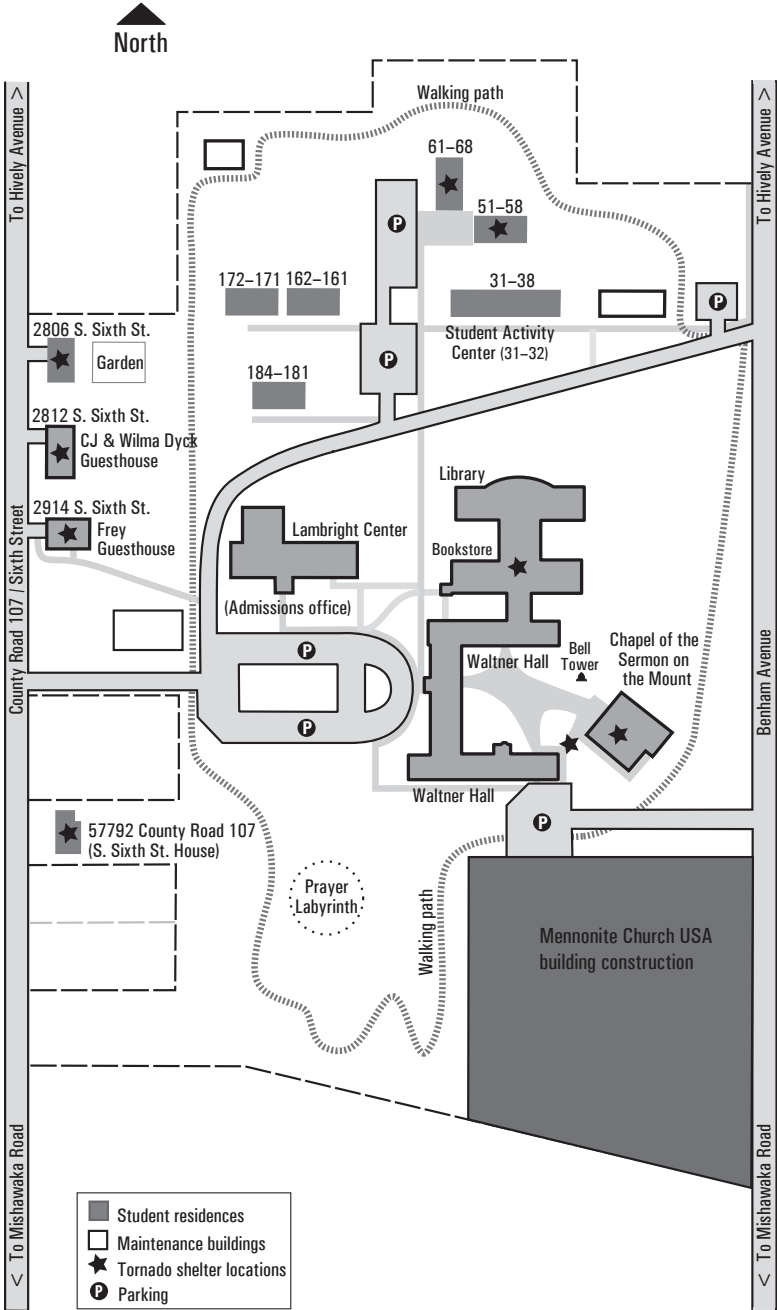 North
Walking path
To Hively Avenue >
To Hively Avenue >
61–68
P
51–58
172–171
162–161
31–38
P
2806 S. Sixth St.
Garden
P
Student Activity
Center (31–32)
184–181
2812 S. Sixth St.
CJ & Wilma Dyck
Guesthouse
Library
2914 S. Sixth St.
Frey
Guesthouse
Lambright Center
Bookstore
(Admissions office)
County Road 107 / Sixth Street
Benham Avenue
P
Waltner Hall
Bell
Tower
Chapel of the
Sermon on
the Mount
P
Waltner Hall
57792 County Road 107
(S. Sixth St. House)
P
Prayer
Labyrinth
Walking path
Mennonite Church USA
building construction
< To Mishawaka Road
< To Mishawaka Road
Student residences
Maintenance buildings
Tornado shelter locations
P Parking